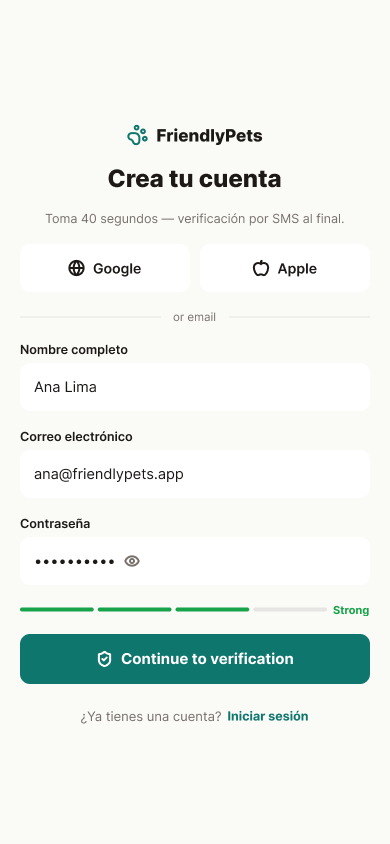 FriendlyPets
Crea tu cuenta
Toma 40 segundos — verificación por SMS al final.
Google
Apple
or email
Nombre completo
Ana Lima
Correo electrónico
ana@friendlypets.app
Contraseña
••••••••••
Strong
Continue to verification
¿Ya tienes una cuenta? Iniciar sesión